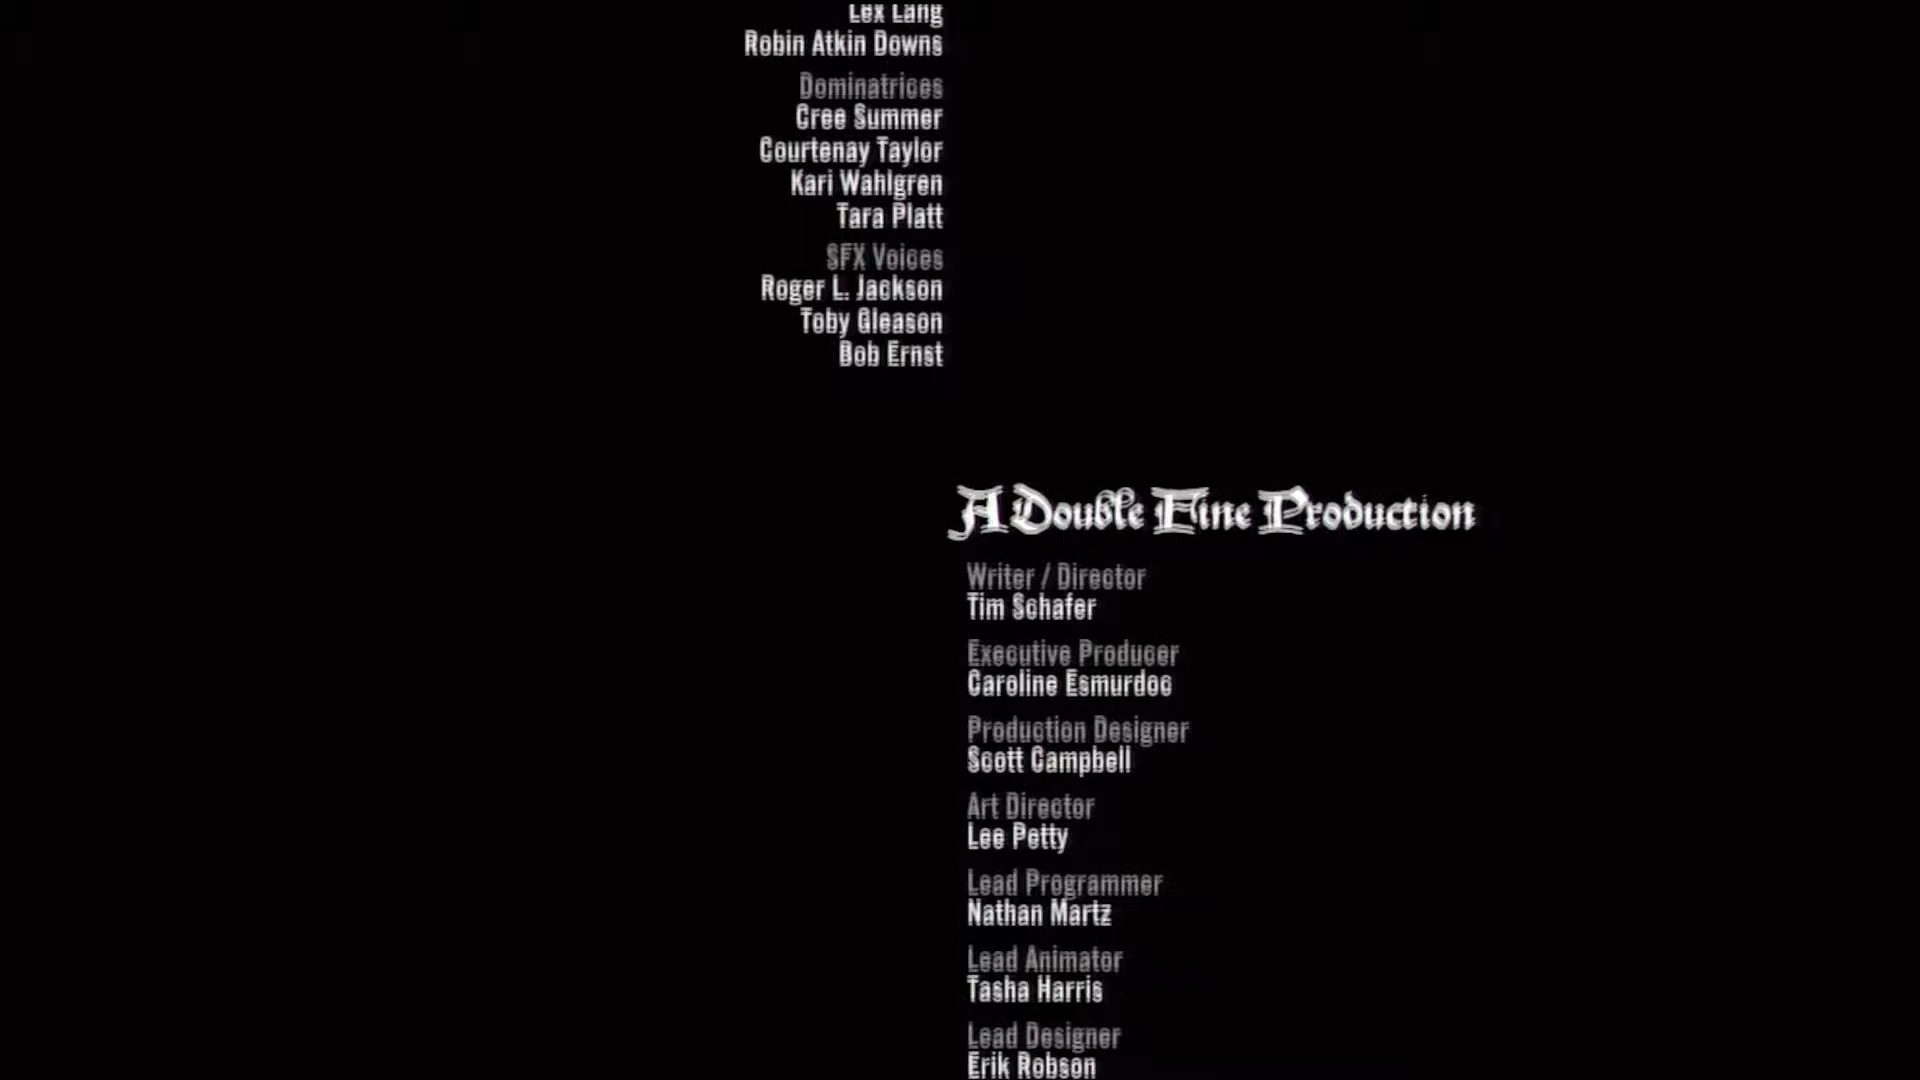 Lex Lang
Robin Atkin Downs
Dominatrices
Cree Summer
Courtenay Taylor
Kari Wahlgren
Tara Platt
SFX Voices
Roger L. Jackson
Toby Gleason
Bob Ernst
A Double Fine Production
Writer / Director
Tim Schafer
Executive Producer
Caroline Esmurdoc
Production Designer
Scott Campbell
Art Director
Lee Petty
Lead Programmer
Nathan Martz
Lead Animator
Tasha Harris
Lead Designer
Erik Robson